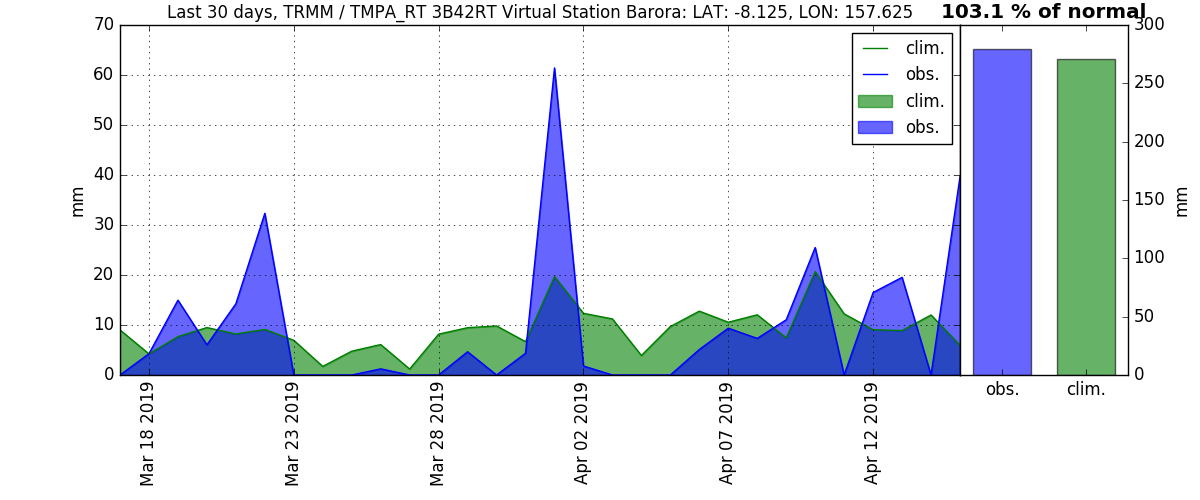 Last 30 days, TRMM / TMPA_RT 3B42RT Virtual Station Barora: LAT: -8.125, LON: 157.625
103.1 % of normal
70
60
50
40
30
20
10
0
mm
clim.
obs.
clim.
obs.
300
250
200
150
100
50
0
mm
obs.
clim.
Mar 18 2019
Mar 23 2019
Mar 28 2019
Apr 02 2019
Apr 07 2019
Apr 12 2019